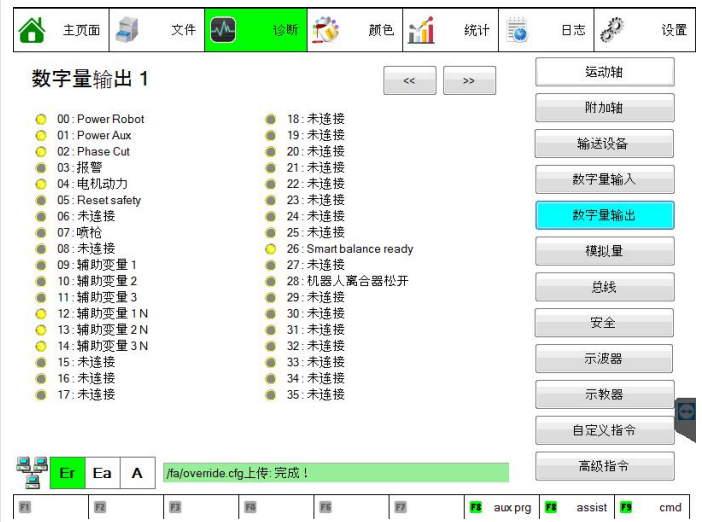 主页面 文件 诊断 颜色 统计 日志 设置
数字量输出 1
<< >>
00 : Power Robot
01 : Power Aux
02 : Phase Cut
03 : 报警
04 : 电机动力
05 : Reset safety
06 : 未连接
07 : 喷枪
08 : 未连接
09 : 辅助变量 1
10 : 辅助变量 2
11 : 辅助变量 3
12 : 辅助变量 1 N
13 : 辅助变量 2 N
14 : 辅助变量 3 N
15 : 未连接
16 : 未连接
17 : 未连接
18 : 未连接
19 : 未连接
20 : 未连接
21 : 未连接
22 : 未连接
23 : 未连接
24 : 未连接
25 : 未连接
26 : Smart balance ready
27 : 未连接
28 : 机器人离合器松开
29 : 未连接
30 : 未连接
31 : 未连接
32 : 未连接
33 : 未连接
34 : 未连接
35 : 未连接
运动轴
附加轴
输送设备
数字量输入
数字量输出
模拟量
总线
安全
示波器
示教器
自定义指令
高级指令
Er Ea A /fa/override.cfg上传: 完成！
F1 F2 F3 F4 F6 F7 F8 aux prg F8 assist F9 cmd